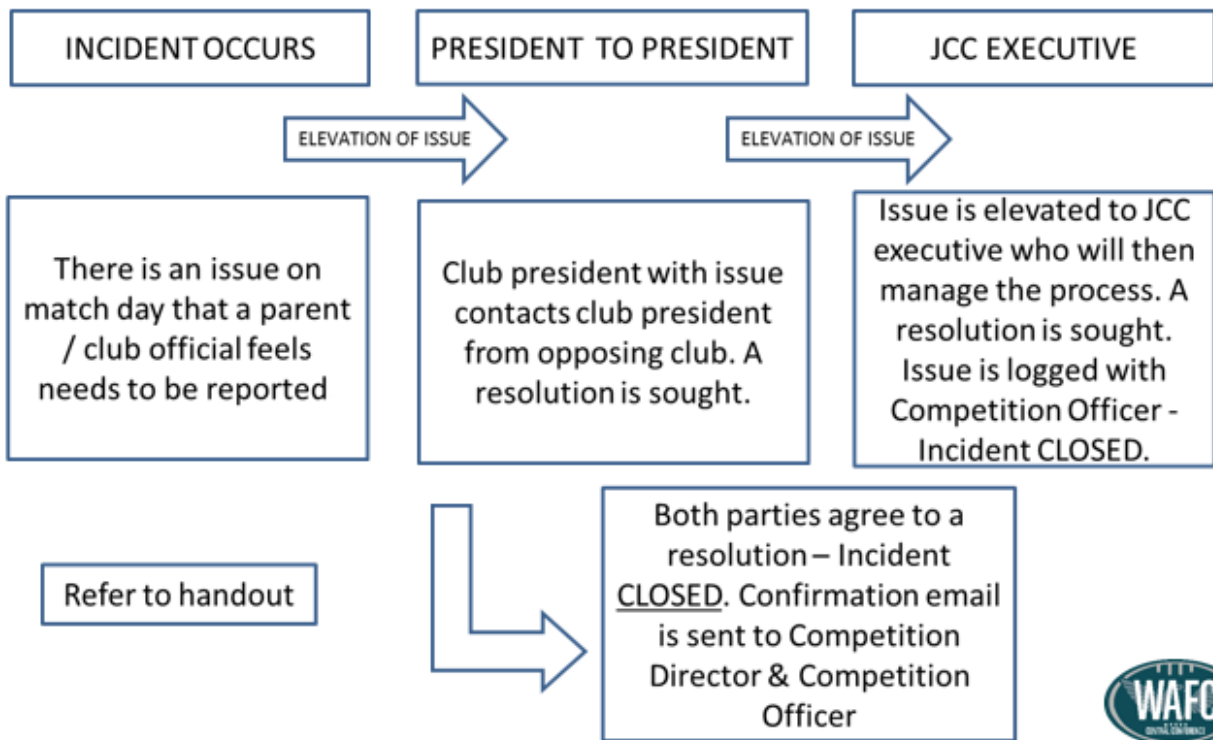 INCIDENT OCCURS
PRESIDENT TO PRESIDENT
JCC EXECUTIVE
ELEVATION OF ISSUE
ELEVATION OF ISSUE
There is an issue on
match day that a parent
/ club official feels
needs to be reported
Club president with issue
contacts club president
from opposing club. A
resolution is sought.
Issue is elevated to JCC
executive who will then
manage the process. A
resolution is sought.
Issue is logged with
Competition Officer -
Incident CLOSED.
Refer to handout
Both parties agree to a
resolution – Incident
CLOSED. Confirmation email
is sent to Competition
Director & Competition
Officer
WAFC
CENTRAL CONFERENCE